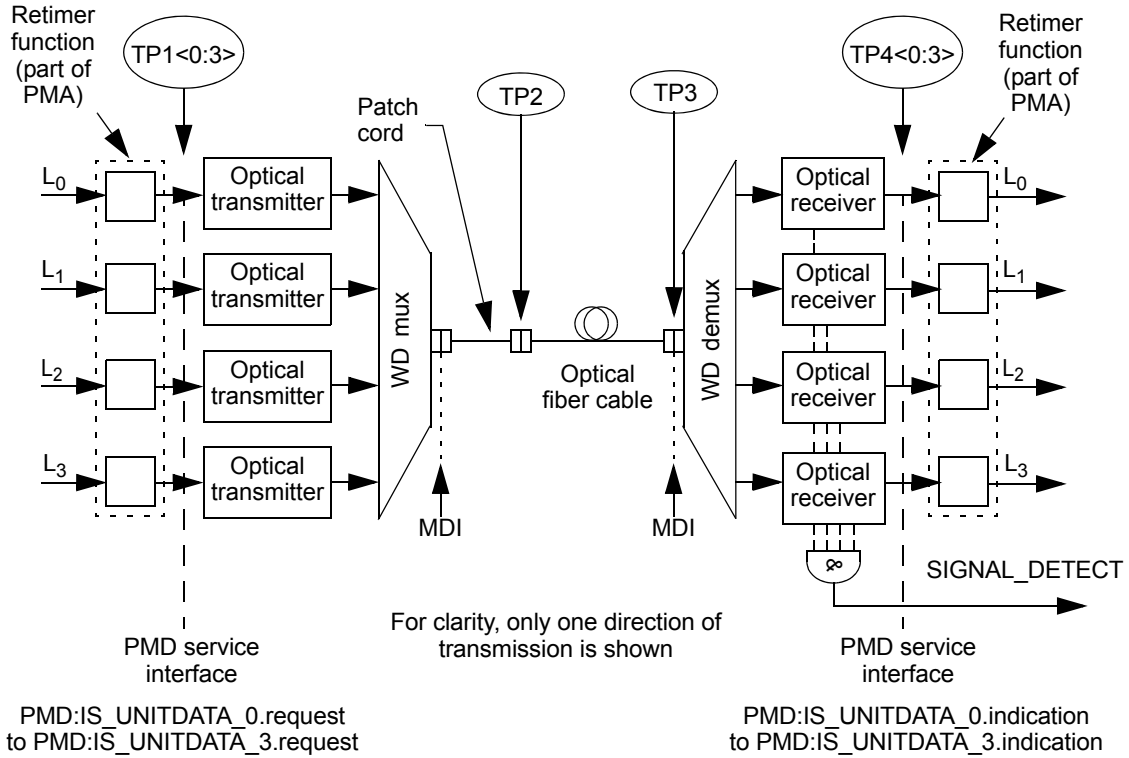 Retimer
function
(part of
PMA)
TP1<0:3>
Patch
cord
TP2
TP3
TP4<0:3>
Retimer
function
(part of
PMA)
L0
Optical
transmitter
L1
Optical
transmitter
L2
Optical
transmitter
L3
Optical
transmitter
WD mux
MDI
Optical
fiber cable
MDI
WD demux
Optical
receiver
L0
Optical
receiver
L1
Optical
receiver
L2
Optical
receiver
L3
&
SIGNAL_DETECT
For clarity, only one direction of
transmission is shown
PMD service
interface
PMD service
interface
PMD:IS_UNITDATA_0.request
to PMD:IS_UNITDATA_3.request
PMD:IS_UNITDATA_0.indication
to PMD:IS_UNITDATA_3.indication